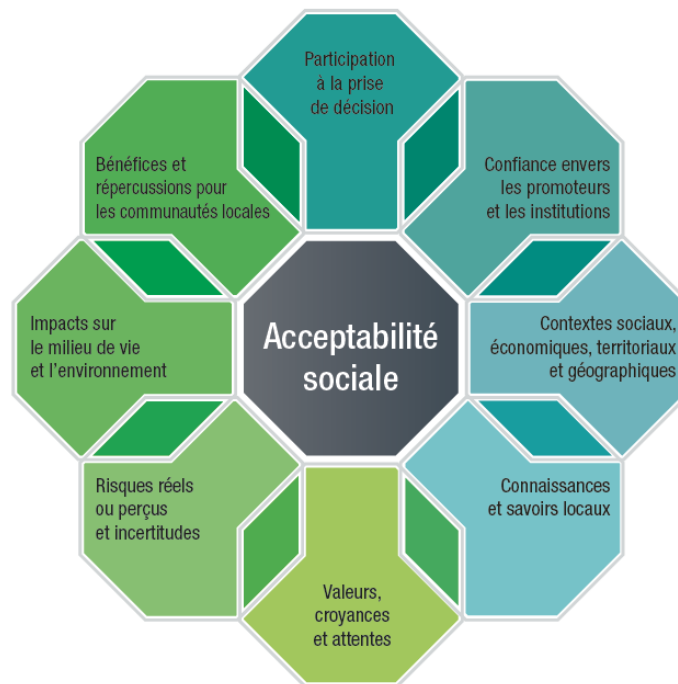 Participation
à la prise
de décision
Confiance envers
les promoteurs
et les institutions
Contextes sociaux,
économiques, territoriaux
et géographiques
Connaissances
et savoirs locaux
Valeurs,
croyances
et attentes
Risques réels
ou perçus
et incertitudes
Impacts sur
le milieu de vie
et l'environnement
Bénéfices et
répercussions pour
les communautés locales
Acceptabilité
sociale